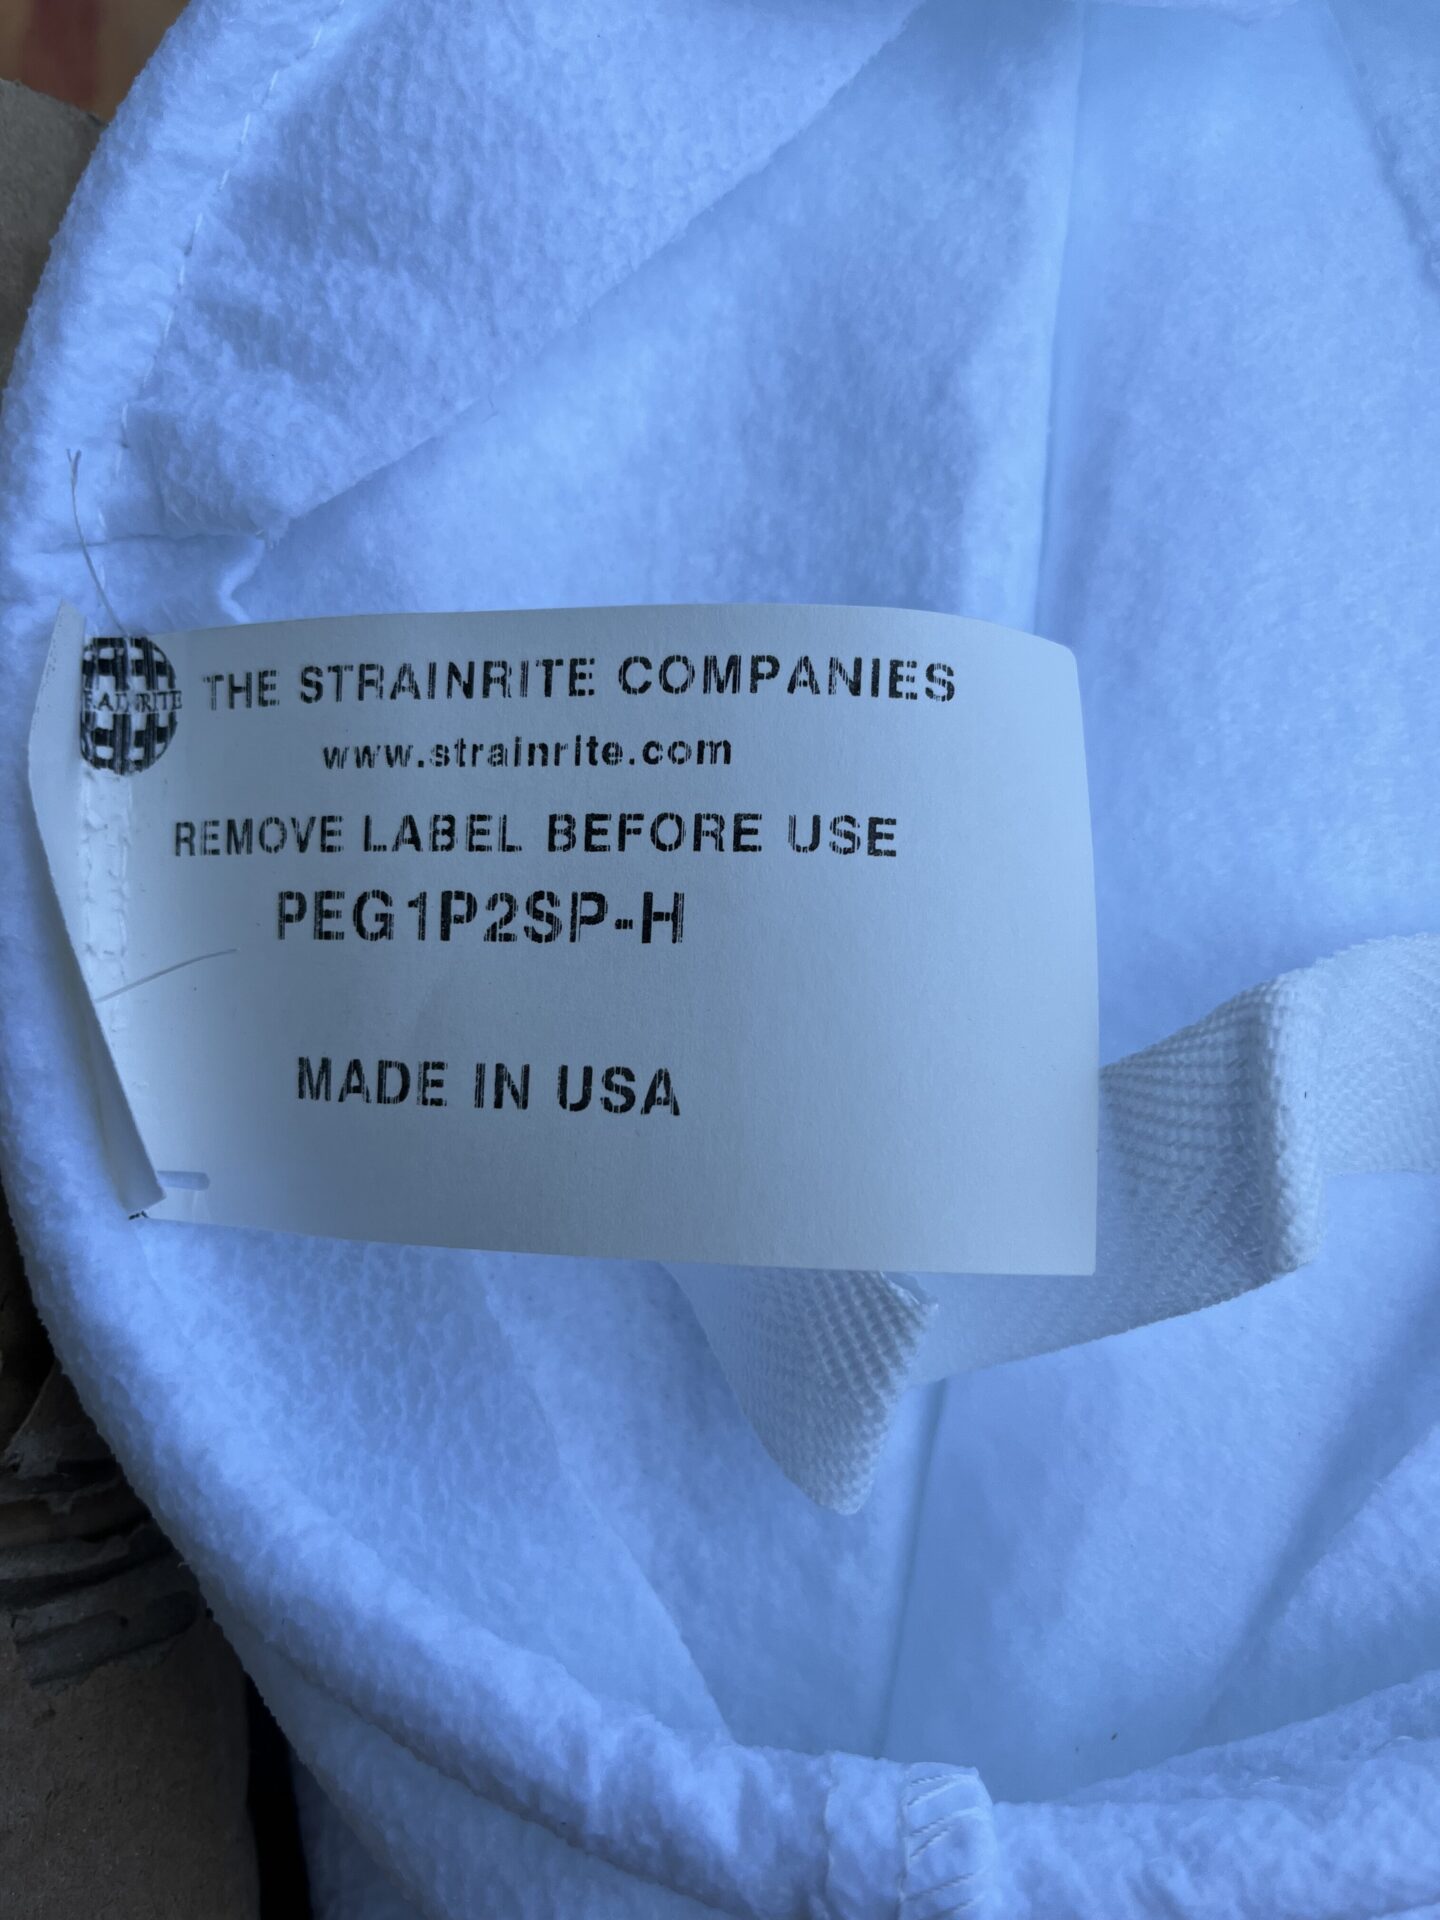 THE STRAINRITE COMPANIES
www.strainrite.com
REMOVE LABEL BEFORE USE
PEG1P2SP-H
MADE IN USA